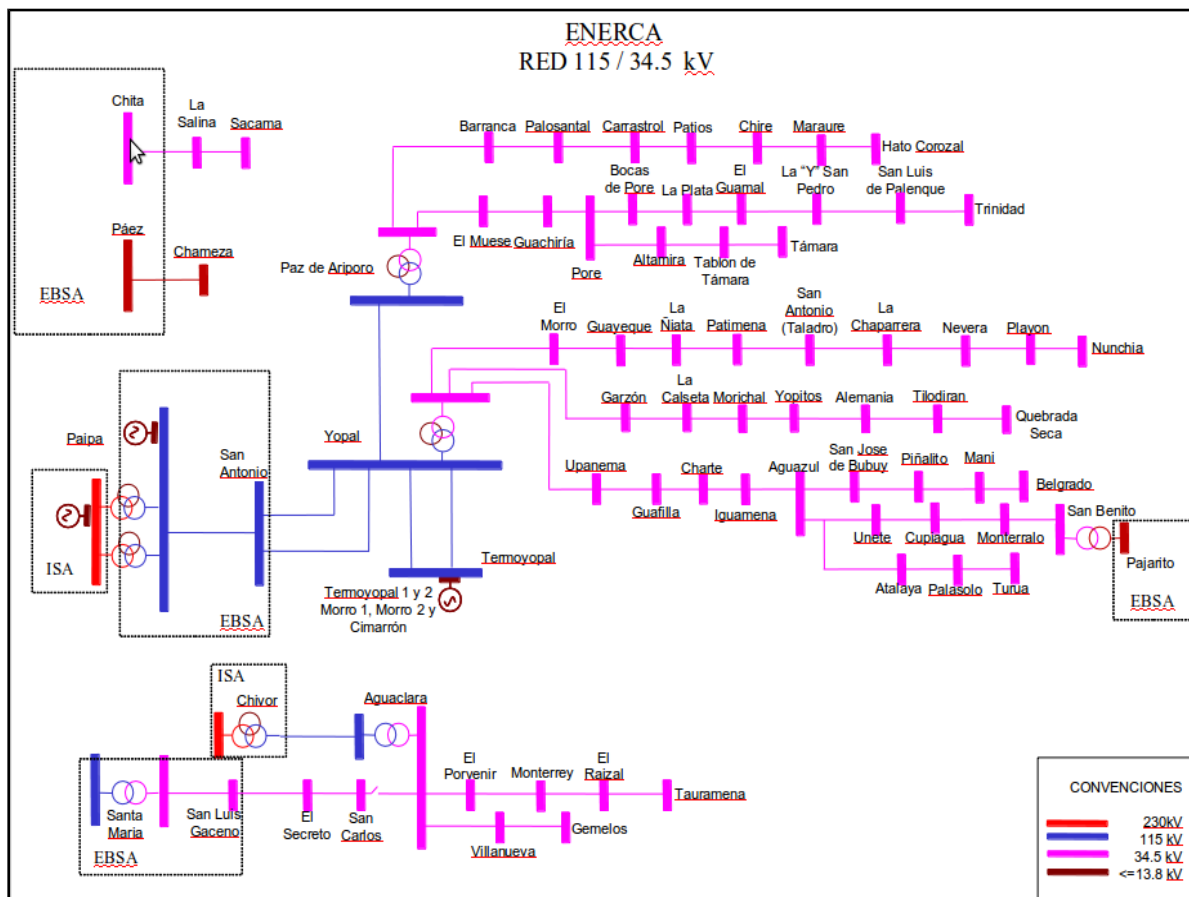 ENERCA
RED 115 / 34.5 kV
Chita
La
Salina
Sacama
Páez
Chameza
EBSA
Barranca
Palosantal
Carrastrol
Patios
Chire
Maraure
Hato Corozal
Bocas
de Pore
La Plata
El
Guamal
La "Y" San
Pedro
San Luis
de Palenque
Trinidad
El Muese
Guachiría
Pore
Altamira
Tablon de
Támara
Támara
Paz de Ariporo
El
Morro
Guayeque
La
Ñiata
Patimena
San
Antonio
(Taladro)
La
Chaparrera
Nevera
Playon
Nunchia
Garzón
La
Calseta
Morichal
Yopitos
Alemania
Tilodiran
Quebrada
Seca
Yopal
Paipa
San
Antonio
ISA
EBSA
Upanema
Guafilla
Charte
Iguamena
Aguazul
San Jose
de Bubuy
Piñalito
Mani
Belgrado
Unete
Cuplagua
Monterralo
San Benito
Pajarito
EBSA
Atalaya
Palasolo
Turua
Termoyopal
Termoyopal 1 y 2
Morro 1, Morro 2 y
Cimarrón
ISA
Chivor
Aguaclara
El
Porvenir
Monterrey
El
Raizal
Tauramena
Santa
Maria
San Luis
Gaceno
El
Secreto
San
Carlos
Villanueva
Gemelos
EBSA
CONVENCIONES
230kV
115 kV
34.5 kV
<=13.8 kV